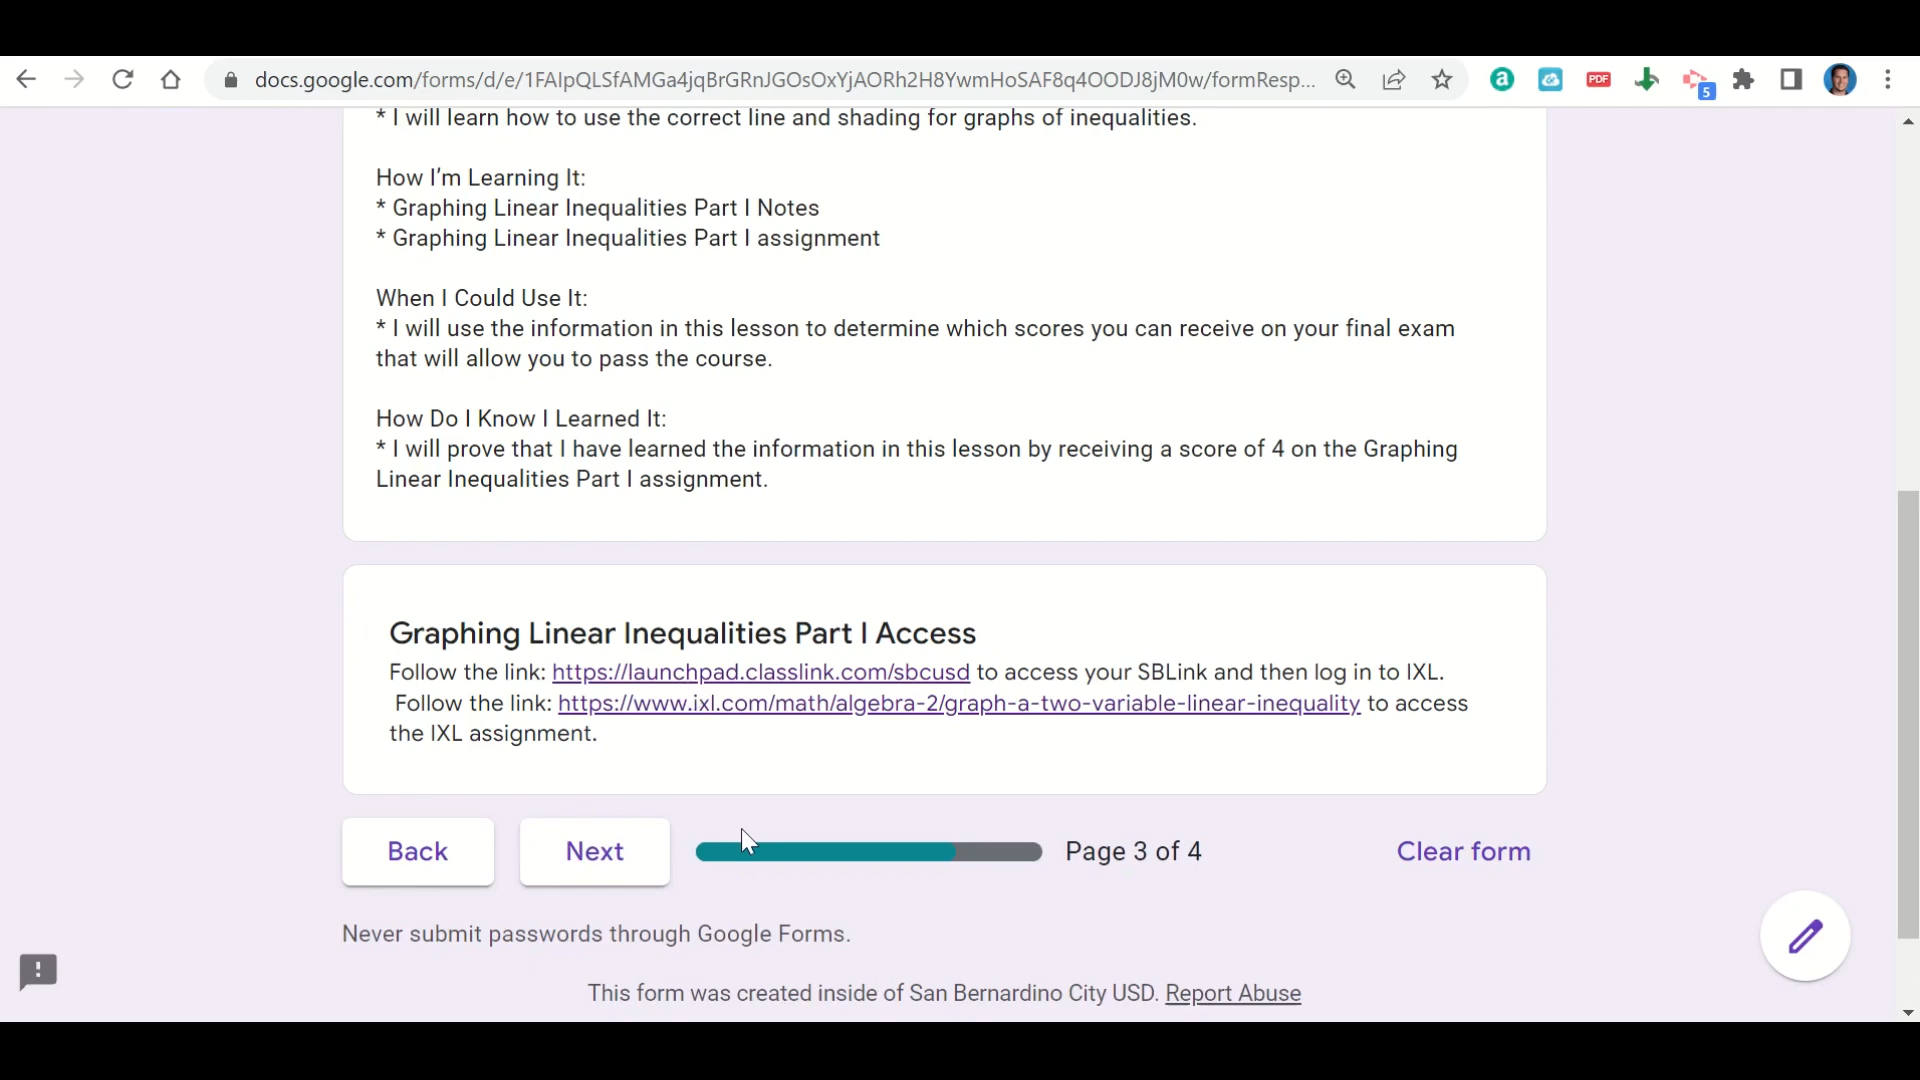 docs.google.com/forms/d/e/1FAIpQLSfAMGa4jqBrGRnJGOsOxYjAORh2H8YwmHoSAF8q4OODJ8jM0w/formResp...
a
PDF
5
* I will learn how to use the correct line and shading for graphs of inequalities.
How I’m Learning It:
* Graphing Linear Inequalities Part I Notes
* Graphing Linear Inequalities Part I assignment
When I Could Use It:
* I will use the information in this lesson to determine which scores you can receive on your final exam
that will allow you to pass the course.
How Do I Know I Learned It:
* I will prove that I have learned the information in this lesson by receiving a score of 4 on the Graphing
Linear Inequalities Part I assignment.
Graphing Linear Inequalities Part I Access
Follow the link: https://launchpad.classlink.com/sbcusd to access your SBLink and then log in to IXL.
Follow the link: https://www.ixl.com/math/algebra-2/graph-a-two-variable-linear-inequality to access
the IXL assignment.
Back
Next
Page 3 of 4
Clear form
Never submit passwords through Google Forms.
This form was created inside of San Bernardino City USD. Report Abuse